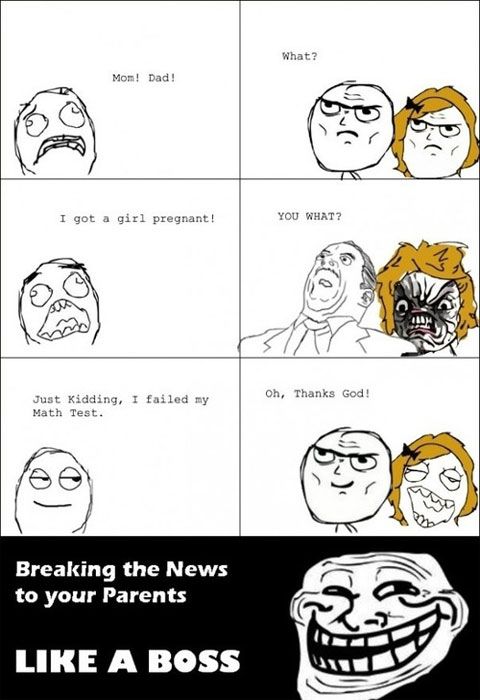 Mom! Dad!
What?
I got a girl pregnant!
YOU WHAT?
Just Kidding, I failed my
Math Test.
Oh, Thanks God!
Breaking the News
to your Parents
LIKE A BOSS